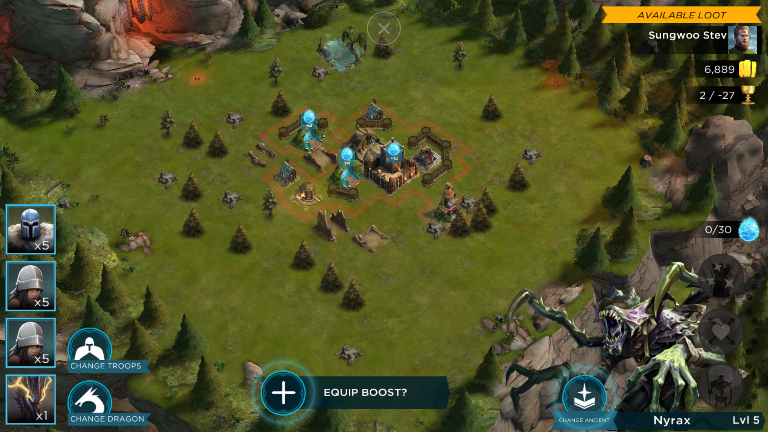 AVAILABLE LOOT
Sungwoo Stev
6,889
2 / -27
x5
x5
x5
x1
CHANGE TROOPS
CHANGE DRAGON
EQUIP BOOST?
0/30
CHANGE ANCIENT
Nyrax
Lvl 5